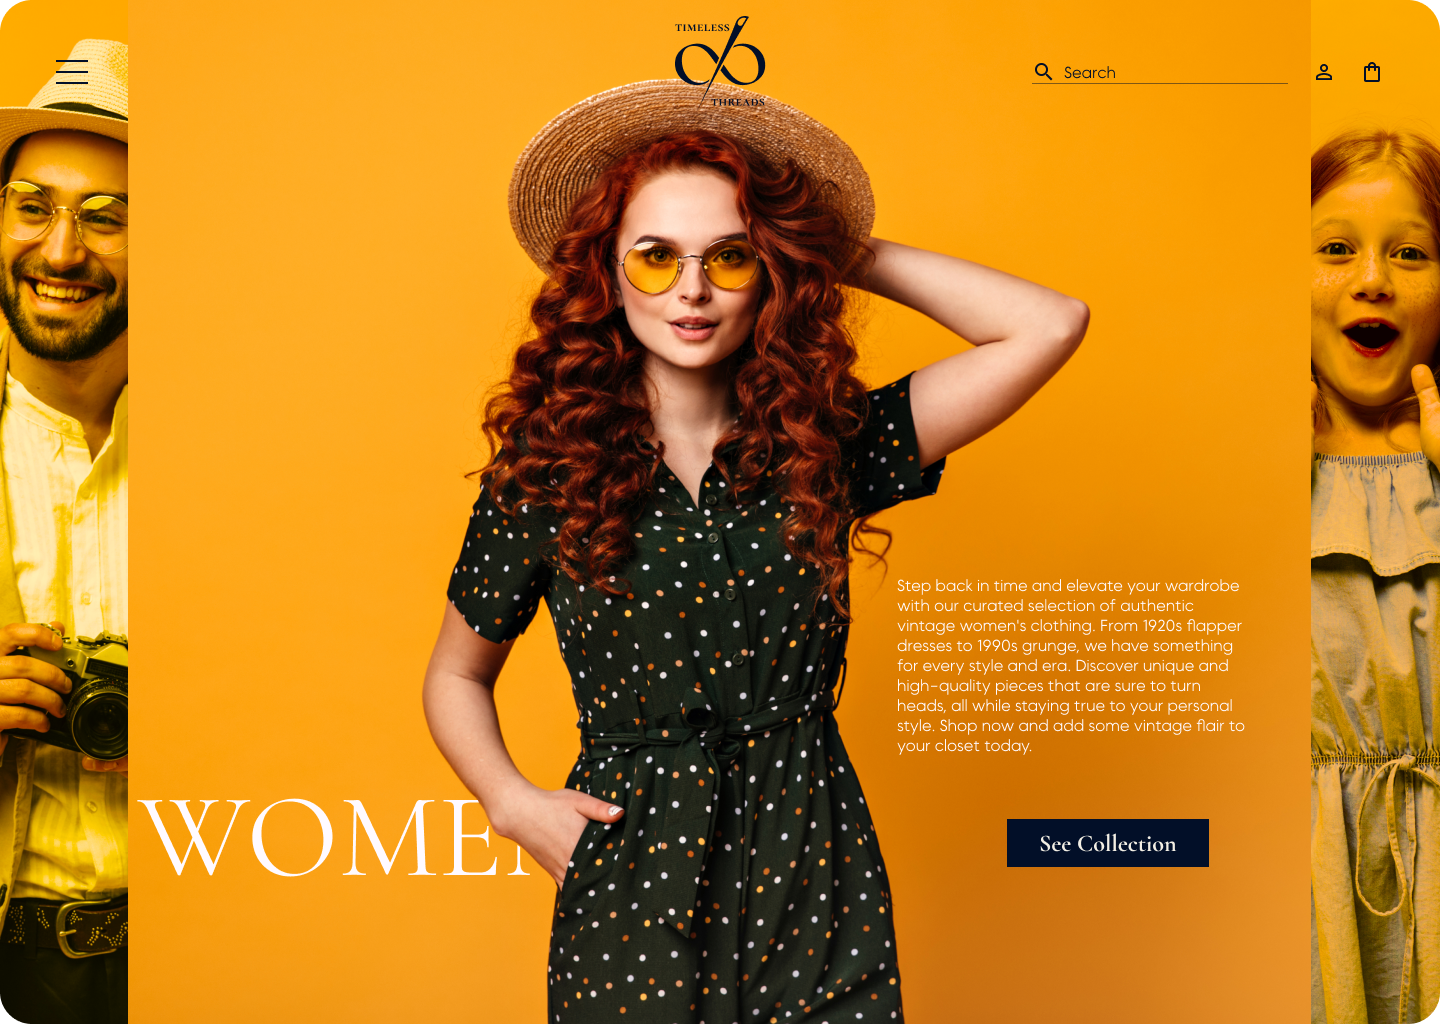 TIMELESS
THREADS
Search
Step back in time and elevate your wardrobe
with our curated selection of authentic
vintage women's clothing. From 1920s flapper
dresses to 1990s grunge, we have something
for every style and era. Discover unique and
high-quality pieces that are sure to turn
heads, all while staying true to your personal
style. Shop now and add some vintage flair to
your closet today.
WOMEN
See Collection